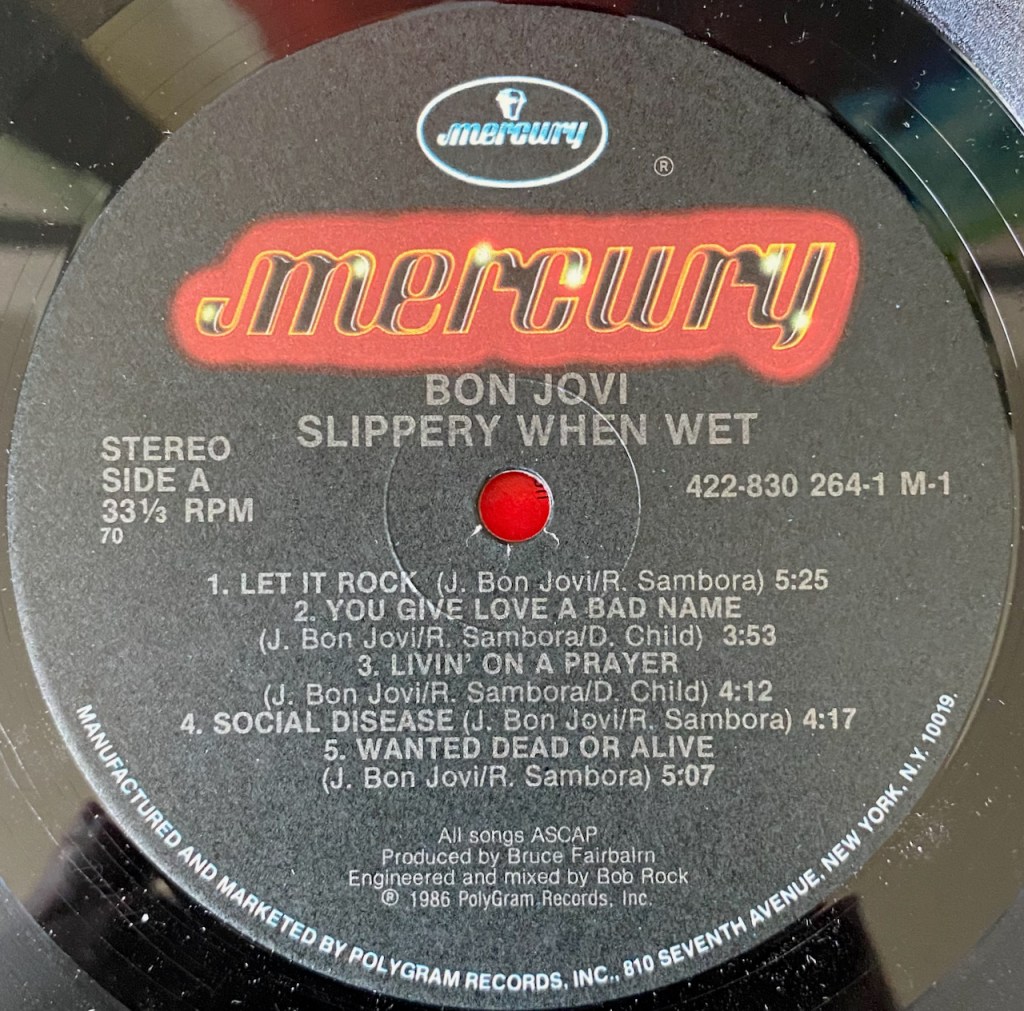 mercury
®
mercury
BON JOVI
SLIPPERY WHEN WET
STEREO
SIDE A
33⅓ RPM
70
422-830 264-1 M-1
1. LET IT ROCK (J. Bon Jovi/R. Sambora) 5:25
2. YOU GIVE LOVE A BAD NAME
(J. Bon Jovi/R. Sambora/D. Child) 3:53
3. LIVIN' ON A PRAYER
(J. Bon Jovi/R. Sambora/D. Child) 4:12
4. SOCIAL DISEASE (J. Bon Jovi/R. Sambora) 4:17
5. WANTED DEAD OR ALIVE
(J. Bon Jovi/R. Sambora) 5:07
All songs ASCAP
Produced by Bruce Fairbairn
Engineered and mixed by Bob Rock
℗ 1986 PolyGram Records, Inc.
MANUFACTURED AND MARKETED BY POLYGRAM RECORDS, INC., 810 SEVENTH AVENUE, NEW YORK, N.Y. 10019.